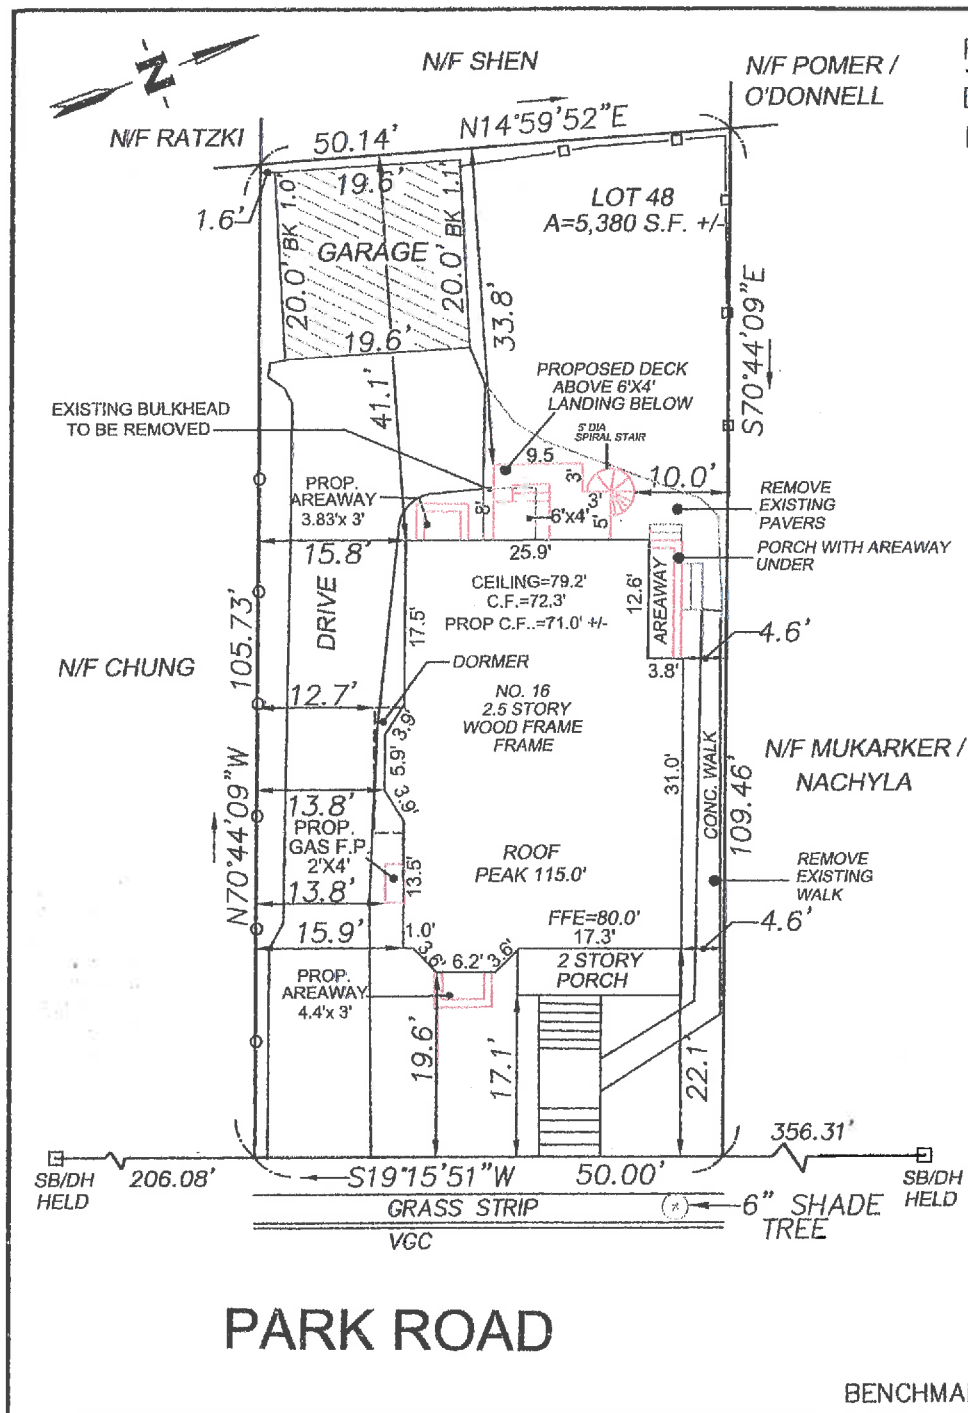 N
N/F SHEN
N/F POMER /
O'DONNELL
N/F RATZKI
50.14'
N14°59'52"E
1.6'
19.6'
BK 1.0'
BK 1.1'
20.0'
20.0'
GARAGE
19.6'
LOT 48
A=5,380 S.F. +/-
33.8'
41.1'
S70°44'09"E
PROPOSED DECK
ABOVE 6'X4'
LANDING BELOW
EXISTING BULKHEAD
TO BE REMOVED
5' DIA
SPIRAL STAIR
9.5
3'
3'
5'
8'
6'x4'
10.0'
PROP.
AREAWAY
3.83'x 3'
REMOVE
EXISTING
PAVERS
15.8'
25.9'
PORCH WITH AREAWAY
UNDER
CEILING=79.2'
C.F.=72.3'
PROP C.F..=71.0' +/-
12.6'
AREAWAY
17.5'
DRIVE
4.6'
3.8'
DORMER
N/F CHUNG
105.73'
12.7'
NO. 16
2.5 STORY
WOOD FRAME
FRAME
3.9'
5.9'
3.9'
31.0'
CONC. WALK
109.46'
N/F MUKARKER /
NACHYLA
N70°44'09"W
13.8'
PROP.
GAS F.P.
2'X4'
13.8'
13.5'
ROOF
PEAK 115.0'
REMOVE
EXISTING
WALK
15.9'
1.0'
3.6'
6.2'
3.6'
FFE=80.0'
17.3'
4.6'
2 STORY
PORCH
PROP.
AREAWAY
4.4'x 3'
19.6'
17.1'
22.1'
356.31'
SB/DH
HELD
206.08'
S19°15'51"W
50.00'
SB/DH
HELD
GRASS STRIP
6" SHADE
TREE
VGC
PARK ROAD